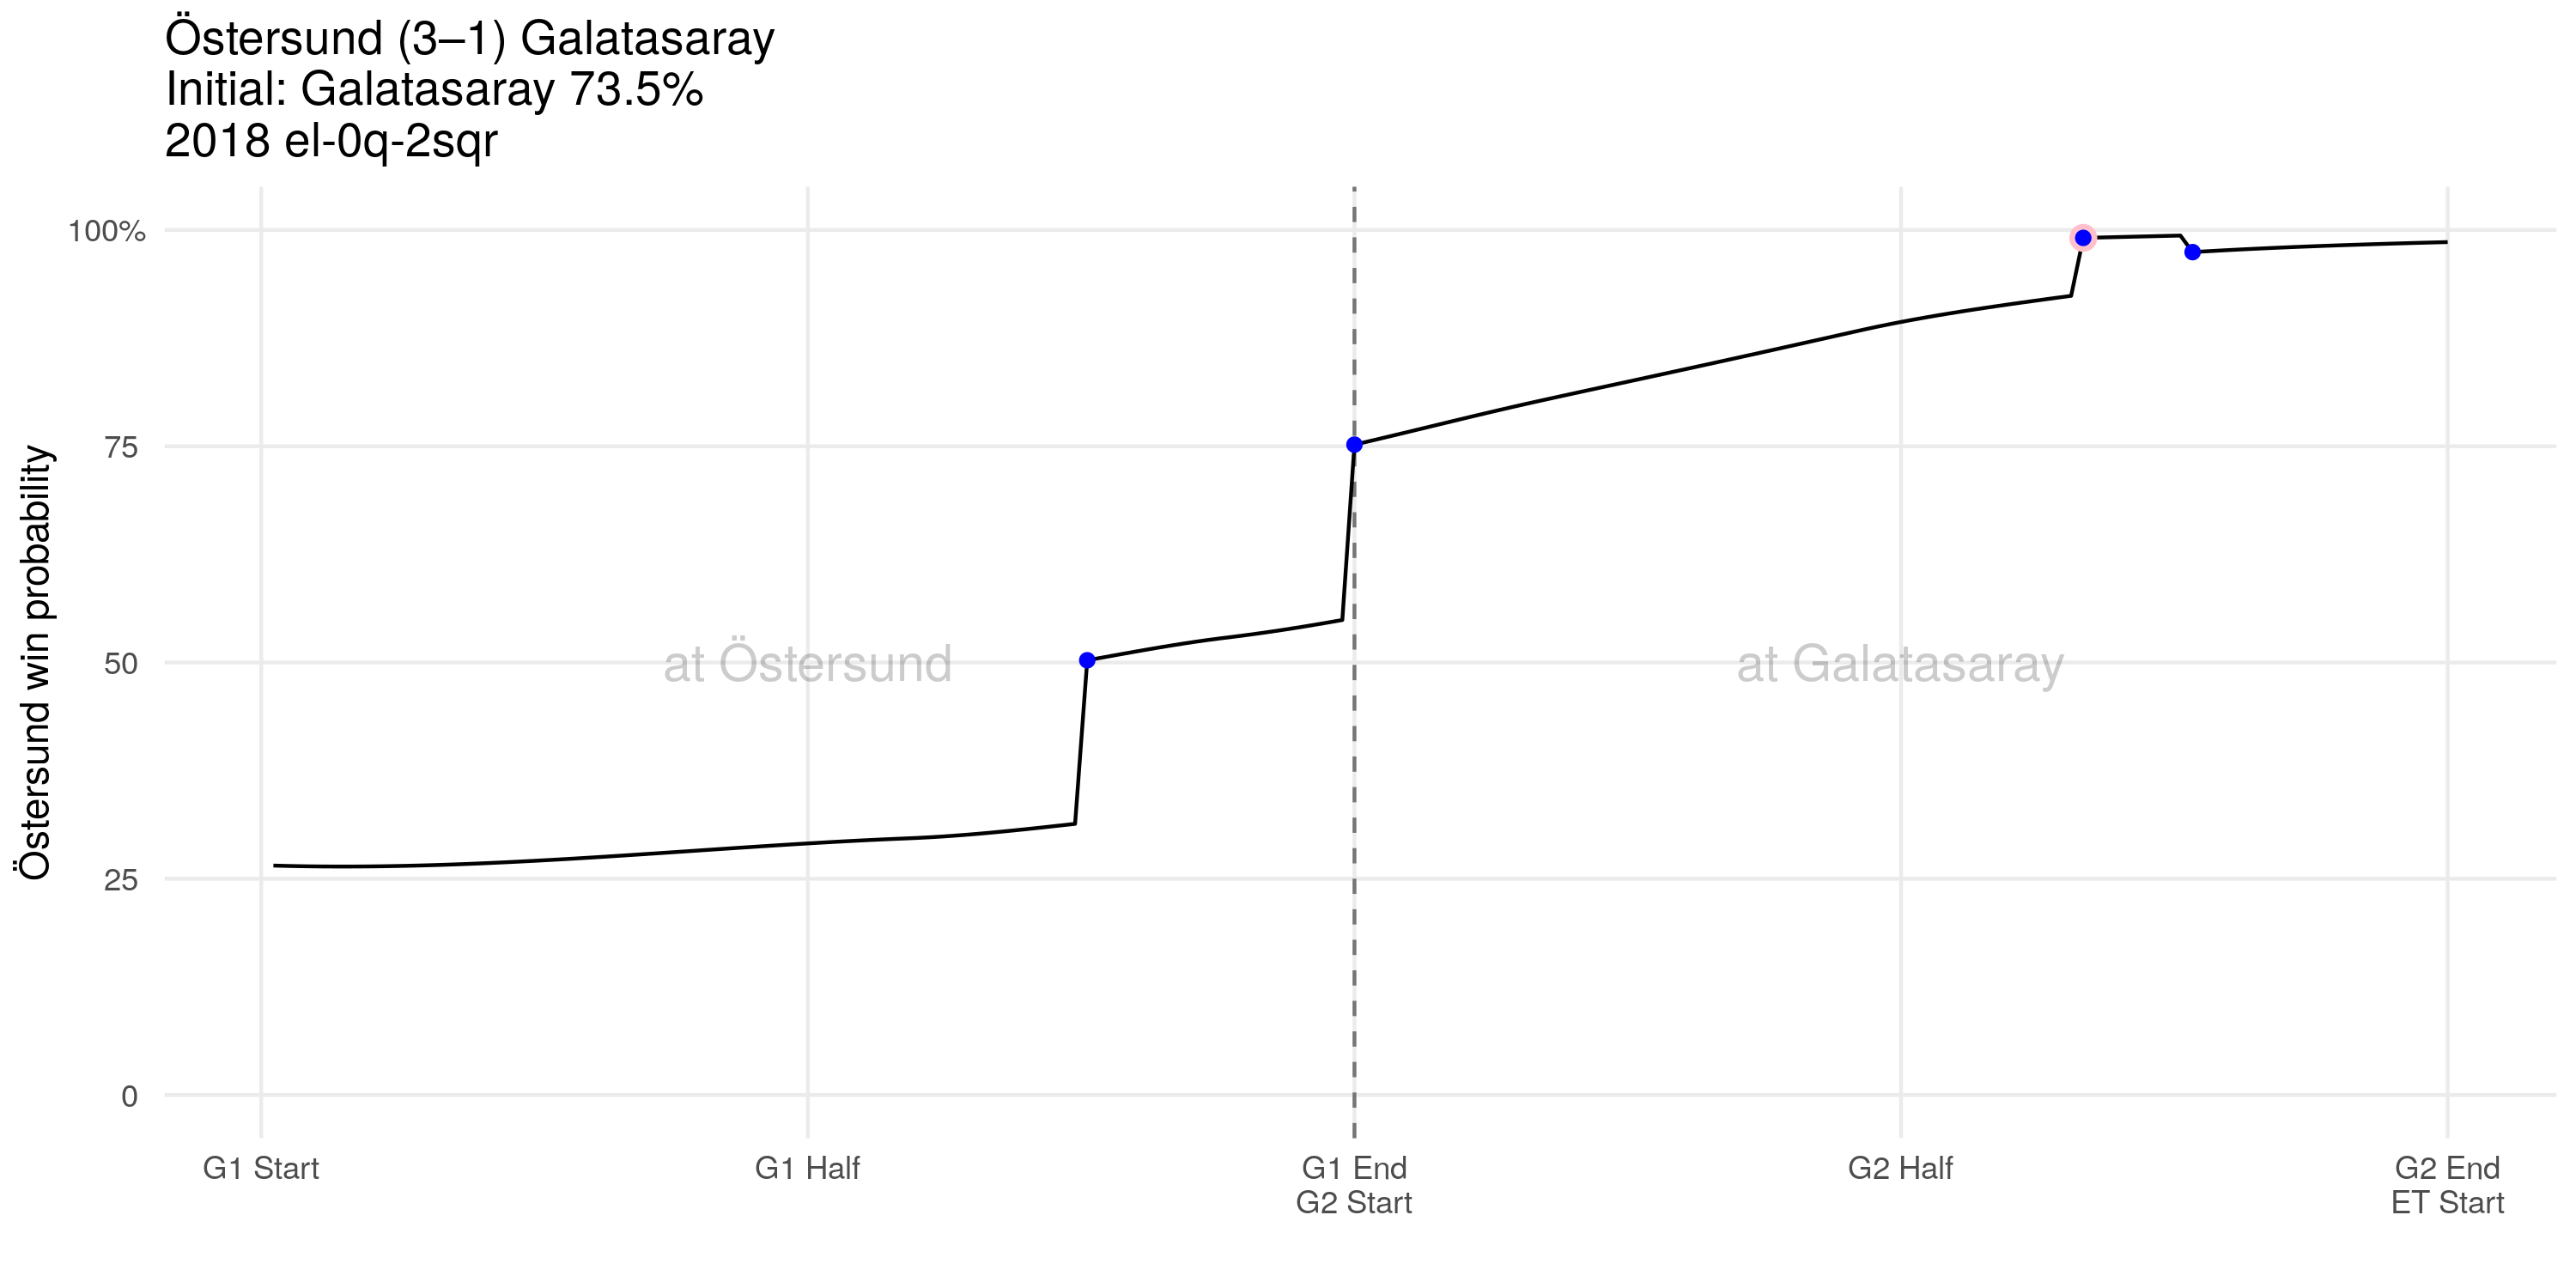 Östersund (3–1) Galatasaray
Initial: Galatasaray 73.5%
2018 el-0q-2sqr
Östersund win probability
100%
75
50
25
0
at Östersund
at Galatasaray
G1 Start
G1 Half
G1 End
G2 Start
G2 Half
G2 End
ET Start